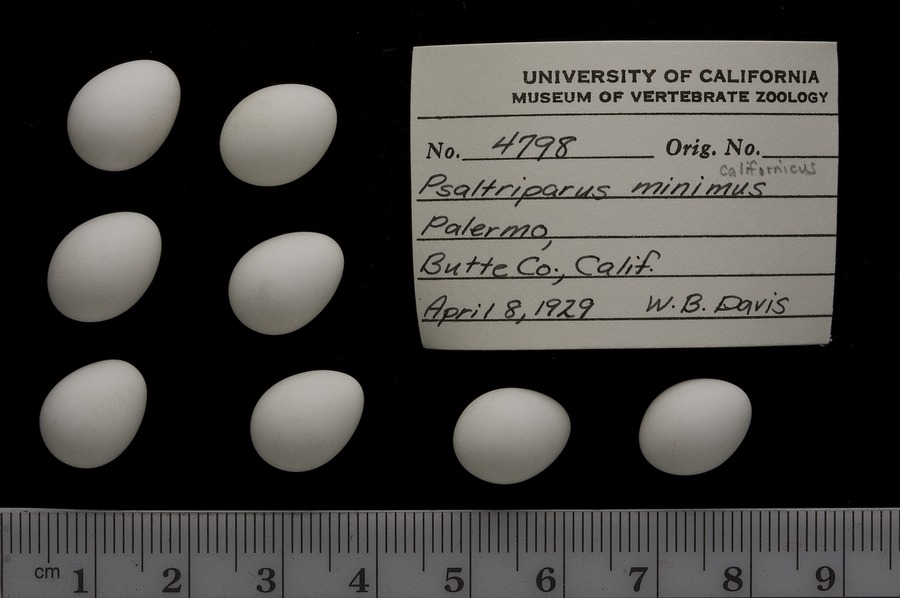 UNIVERSITY OF CALIFORNIA
MUSEUM OF VERTEBRATE ZOOLOGY
No. 4798 Orig. No.
californicus
Psaltriparus minimus
Palermo,
Butte Co., Calif.
April 8, 1929 W.B. Davis
cm 1 2 3 4 5 6 7 8 9